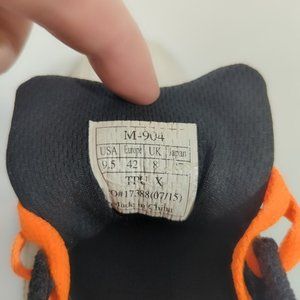 M-904
USA Europe UK Japan
9.5 42 8
TPU X
O#17388(07/15)
Made in China